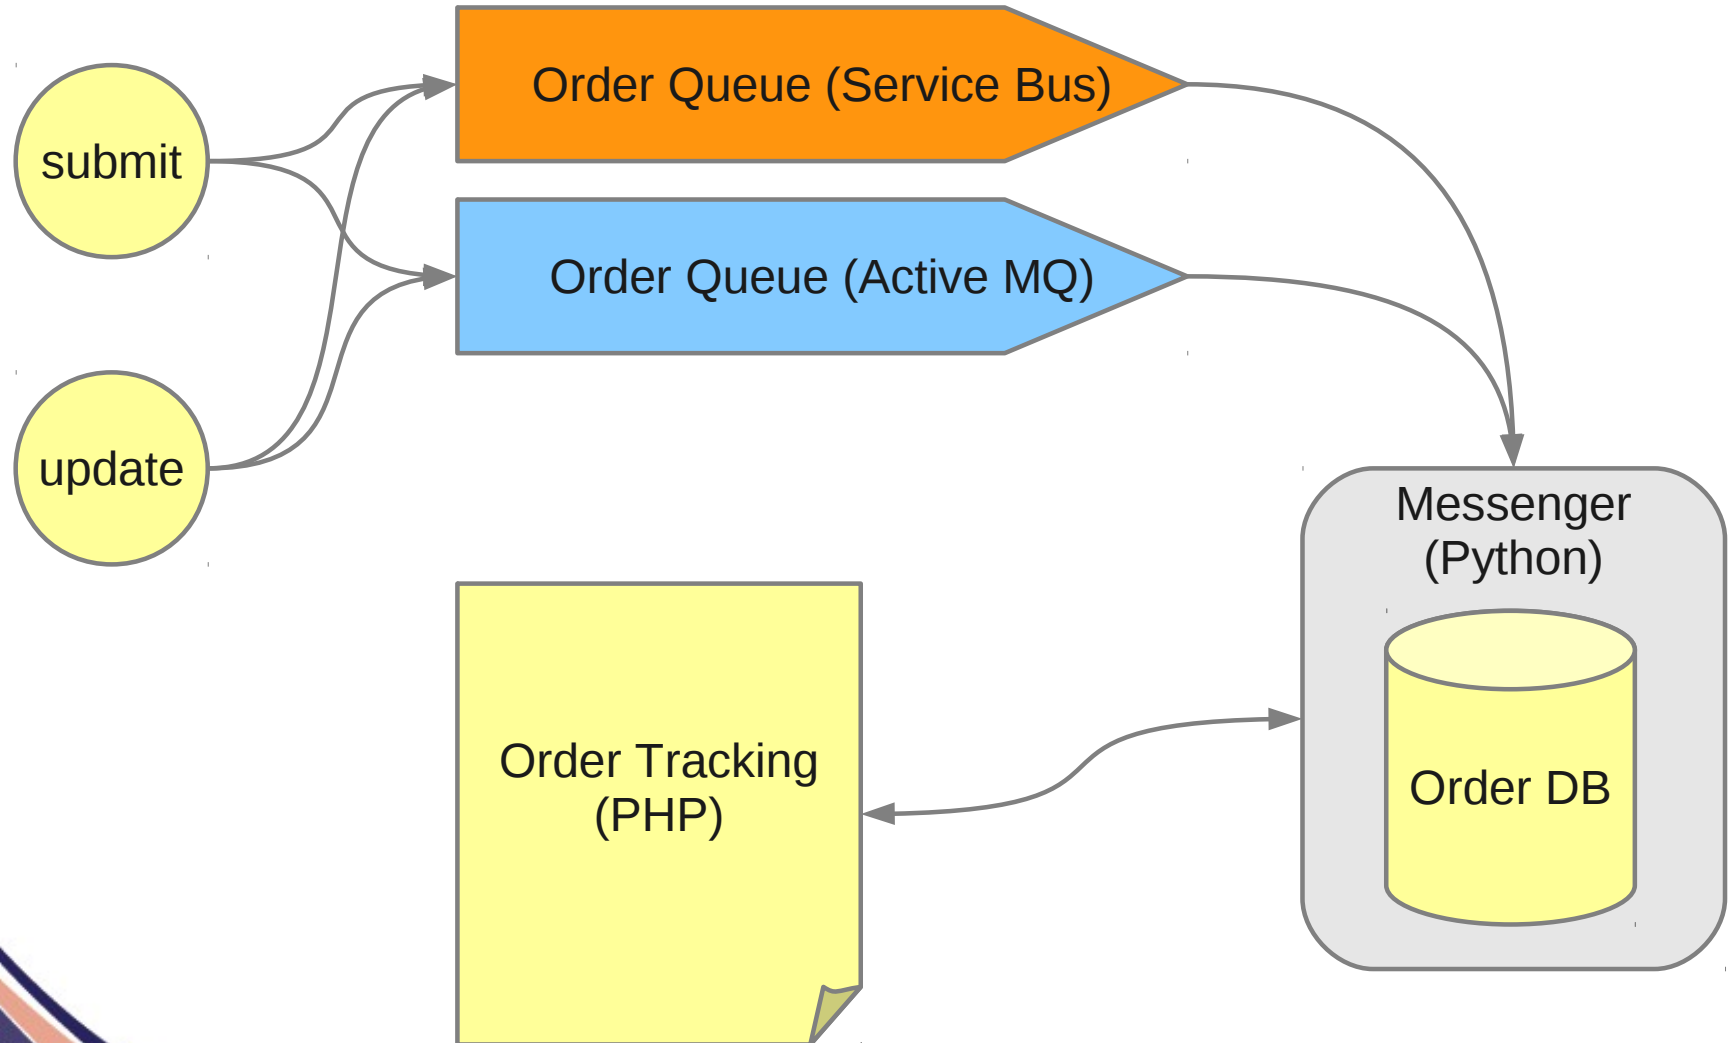 Order Queue (Service Bus)
submit
Order Queue (Active MQ)
update
Messenger
(Python)
Order Tracking
(PHP)
Order DB